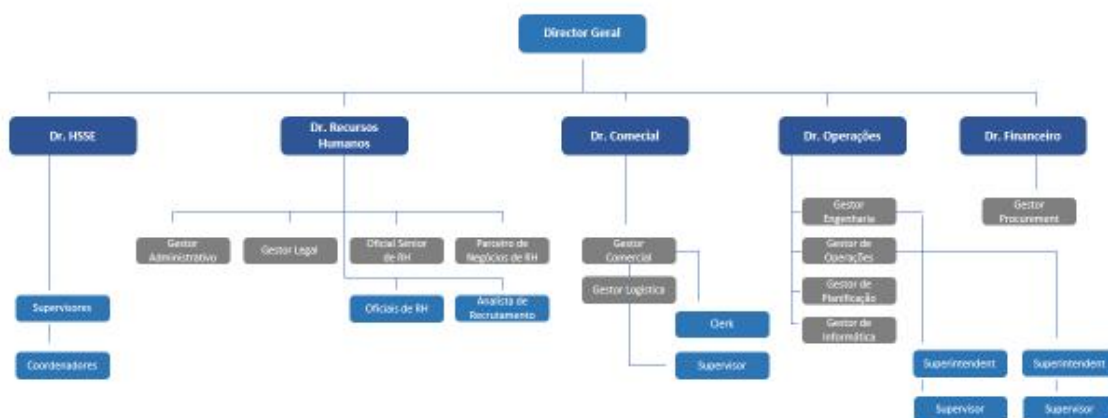 Director Geral
Dr. HSSE
Dr. Recursos
Humanos
Dr. Comecial
Dr. Operações
Dr. Financeiro
Gestor
Administrativo
Gestor Legal
Oficial Sénior
de RH
Parceiro de
Negócios de RH
Gestor
Comercial
Gestor
Engenharia
Gestor
Procurement
Gestor de
Operações
Gestor Logística
Gestor de
Planificação
Supervisores
Oficiais de RH
Analista de
Recrutamento
Clerk
Gestor de
Informática
Coordenadores
Supervisor
Superintendent
Superintendent
Supervisor
Supervisor